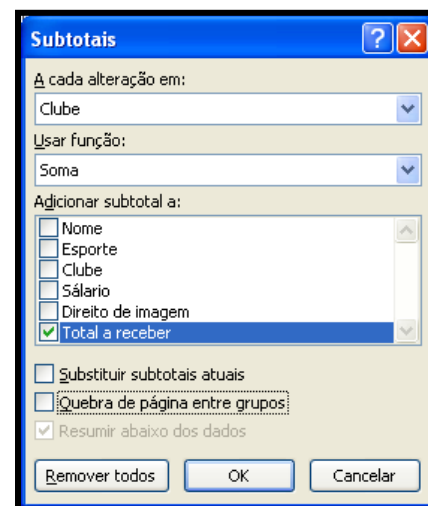 Subtotais
A cada alteração em:
Clube
Usar função:
Soma
Adicionar subtotal a:
Nome
Esporte
Clube
Sálario
Direito de imagem
Total a receber
Substituir subtotais atuais
Quebra de página entre grupos
Resumir abaixo dos dados
Remover todos OK Cancelar